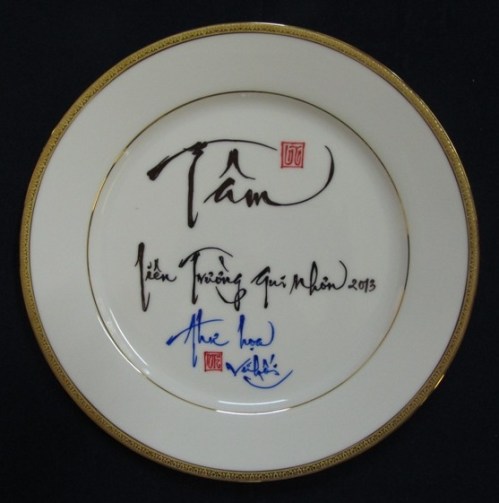 Tâm
Liên Trường Qui Nhơn 2013
thư họa